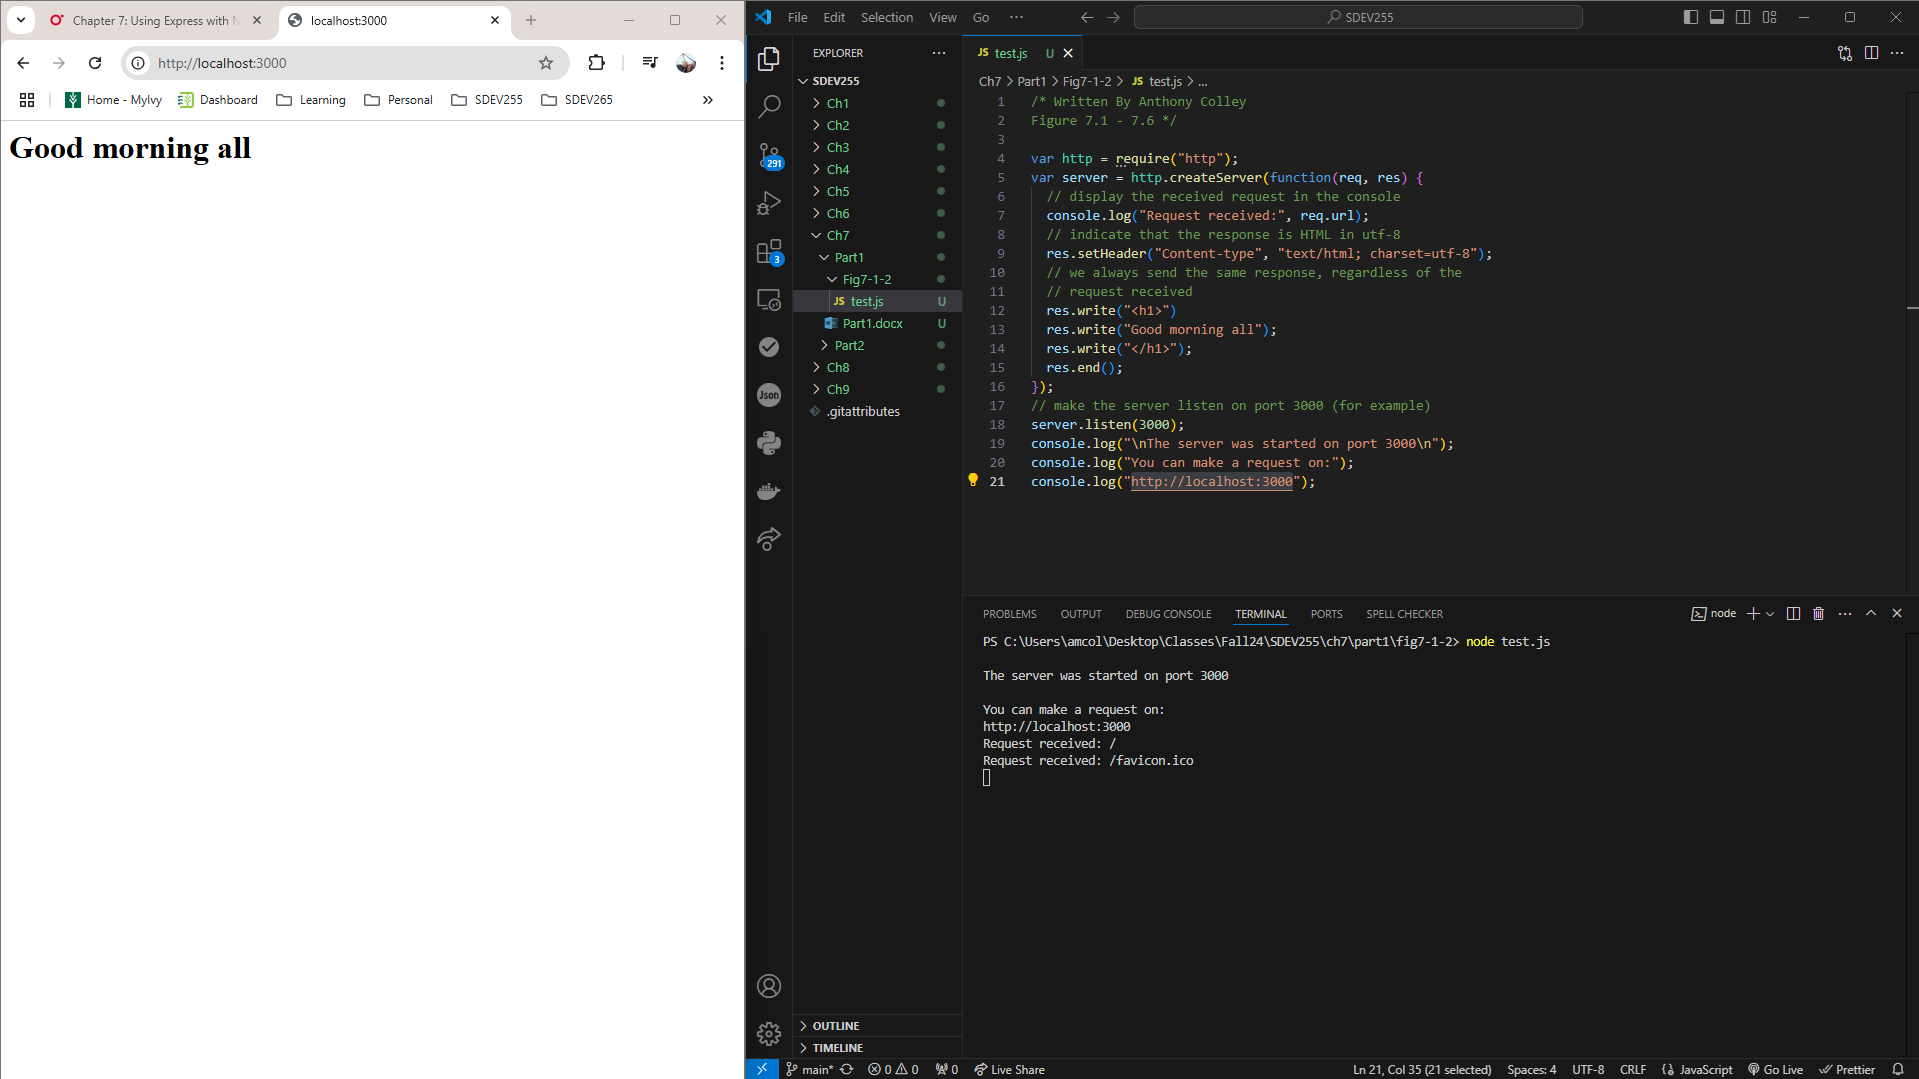 Chapter 7: Using Express with N
localhost:3000
http://localhost:3000
Home - MyIvy
Dashboard
Learning
Personal
SDEV255
SDEV265
Good morning all
File Edit Selection View Go
SDEV255
EXPLORER
SDEV255
Ch1
Ch2
Ch3
Ch4
Ch5
Ch6
Ch7
Part1
Fig7-1-2
JS test.js U
Part1.docx U
Part2
Ch8
Ch9
.gitattributes
OUTLINE
TIMELINE
291
3
Json
JS test.js U
Ch7 > Part1 > Fig7-1-2 > JS test.js > ...
1 /* Written By Anthony Colley
2 Figure 7.1 - 7.6 */
3
4 var http = require("http");
5 var server = http.createServer(function(req, res) {
6 // display the received request in the console
7 console.log("Request received:", req.url);
8 // indicate that the response is HTML in utf-8
9 res.setHeader("Content-type", "text/html; charset=utf-8");
10 // we always send the same response, regardless of the
11 // request received
12 res.write("<h1>")
13 res.write("Good morning all");
14 res.write("</h1>");
15 res.end();
16 });
17 // make the server listen on port 3000 (for example)
18 server.listen(3000);
19 console.log("\nThe server was started on port 3000\n");
20 console.log("You can make a request on:");
21 console.log("http://localhost:3000");
PROBLEMS OUTPUT DEBUG CONSOLE TERMINAL PORTS SPELL CHECKER
node
PS C:\Users\amcol\Desktop\Classes\Fall24\SDEV255\ch7\part1\fig7-1-2> node test.js
The server was started on port 3000
You can make a request on:
http://localhost:3000
Request received: /
Request received: /favicon.ico
main* 0 0 0 Live Share
Ln 21, Col 35 (21 selected) Spaces: 4 UTF-8 CRLF {} JavaScript Go Live Prettier